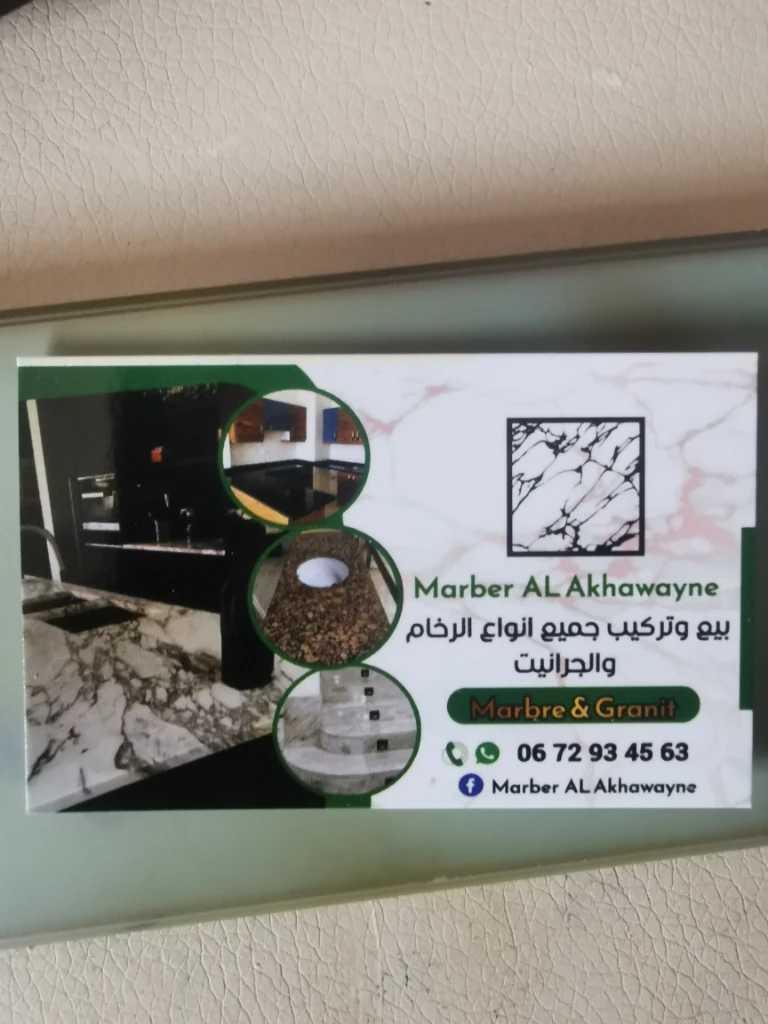 Marber AL Akhawayne
بيع وتركيب جميع انواع الرخام
والجرانيت
Marbre & Granit
06 72 93 45 63
Marber AL Akhawayne